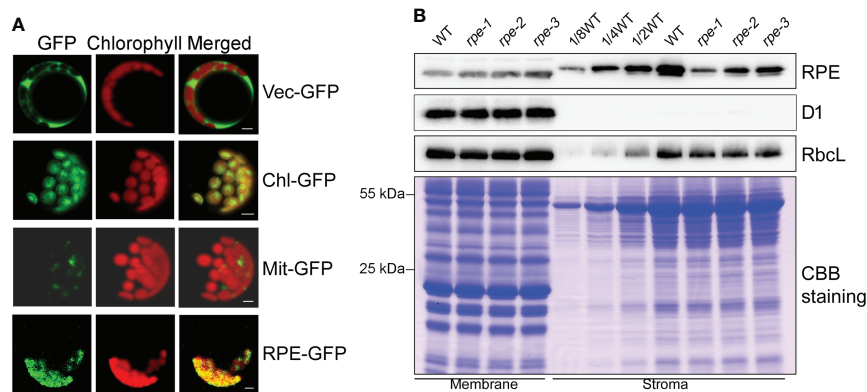 A
GFP Chlorophyll Merged
Vec-GFP
Chl-GFP
Mit-GFP
RPE-GFP
B
WT rpe-1 rpe-2 rpe-3 1/8WT 1/4WT 1/2WT WT rpe-1 rpe-2 rpe-3
RPE
D1
RbcL
55 kDa
25 kDa
CBB
staining
Membrane Stroma